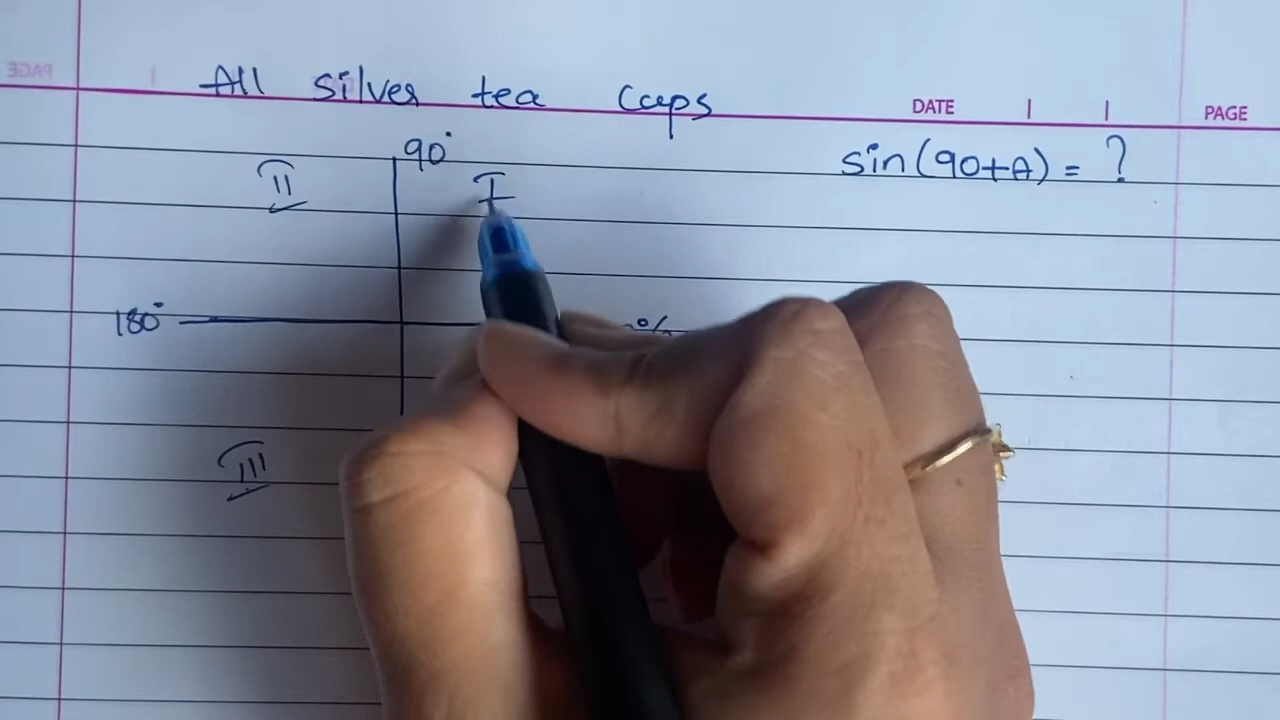 All silver tea cups
DATE
PAGE
sin(90+A) = ?
90°
II
I
180°
III